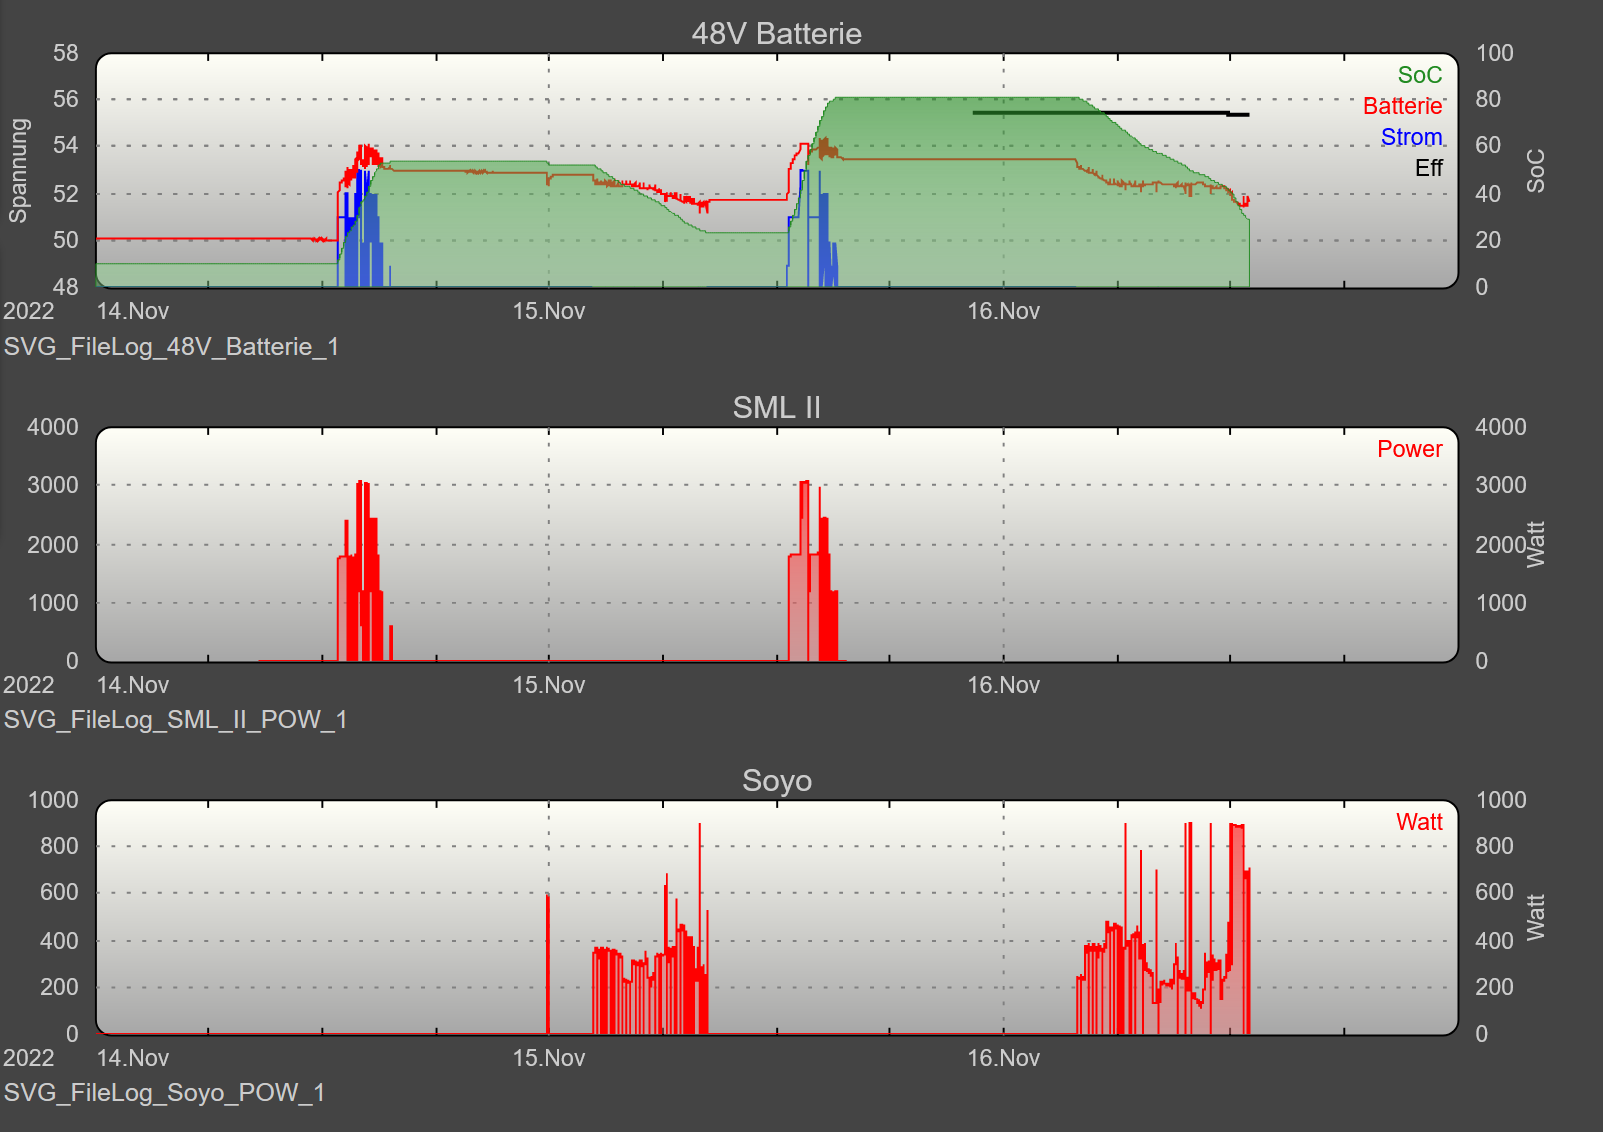 48V Batterie
58 100
SoC
56 80
Batterie
54 60
Strom
Eff
52 40
50 20
48 0
Spannung
SoC
2022 14.Nov 15.Nov 16.Nov
SVG_FileLog_48V_Batterie_1
SML II
4000 4000
Power
3000 3000
2000 2000
Watt
1000 1000
0 0
2022 14.Nov 15.Nov 16.Nov
SVG_FileLog_SML_II_POW_1
Soyo
1000 1000
Watt
800 800
600 600
Watt
400 400
200 200
0 0
2022 14.Nov 15.Nov 16.Nov
SVG_FileLog_Soyo_POW_1